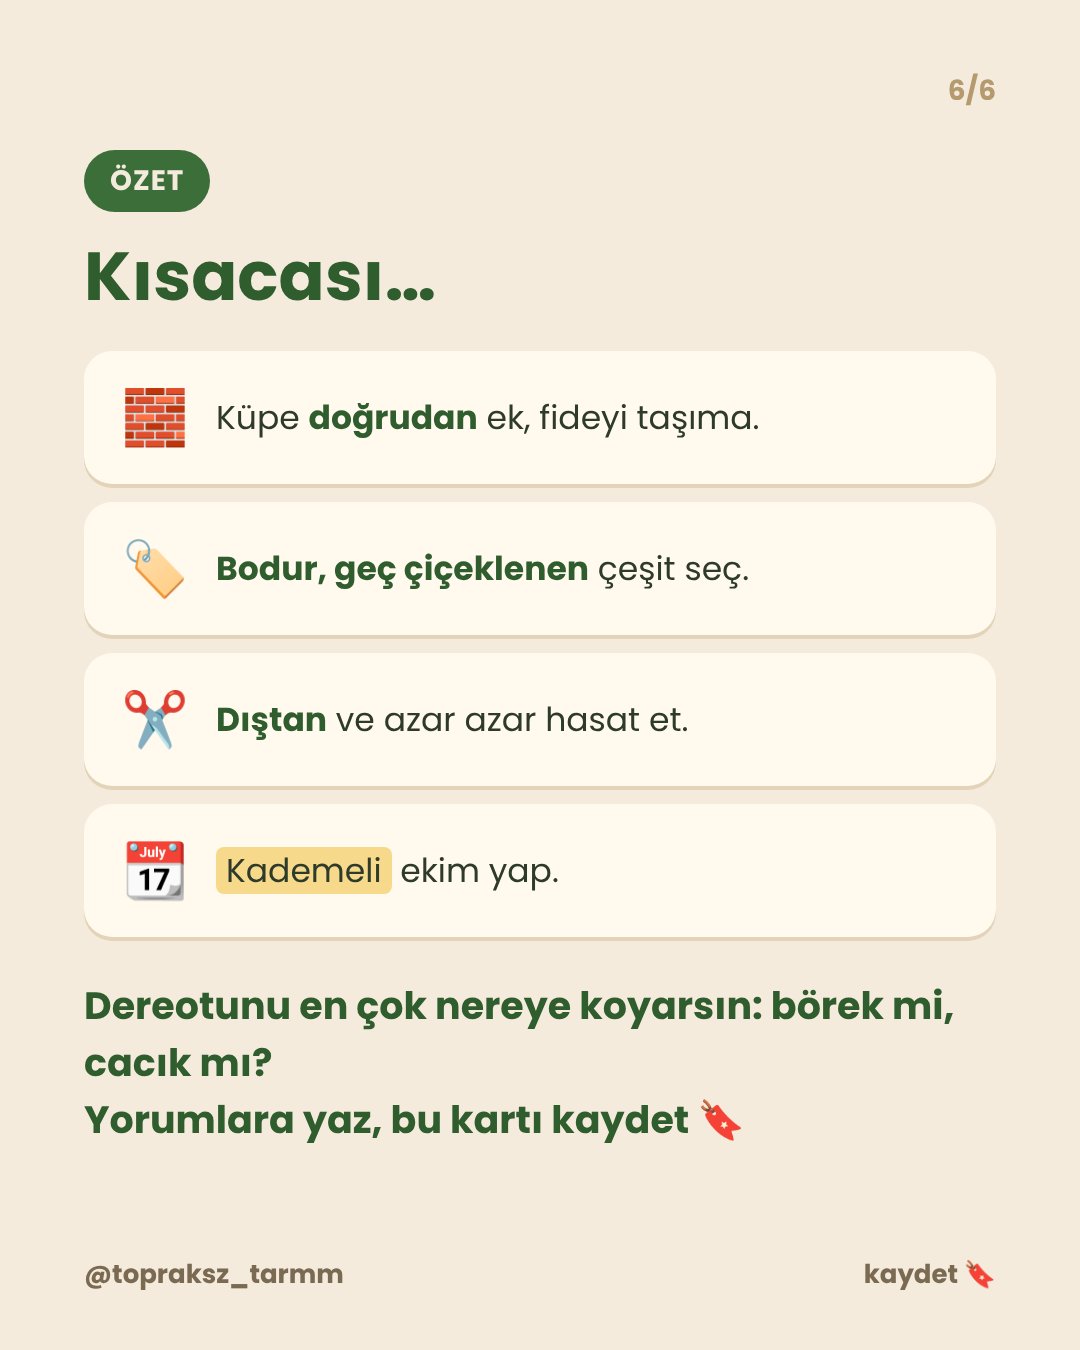 6/6
ÖZET
Kısacası...
Küpe doğrudan ek, fideyi taşıma.
Bodur, geç çiçeklenen çeşit seç.
Dıştan ve azar azar hasat et.
July
17
Kademeli ekim yap.
Dereotunu en çok nereye koyarsın: börek mi,
cacık mı?
Yorumlara yaz, bu kartı kaydet
@topraksz_tarmm
kaydet